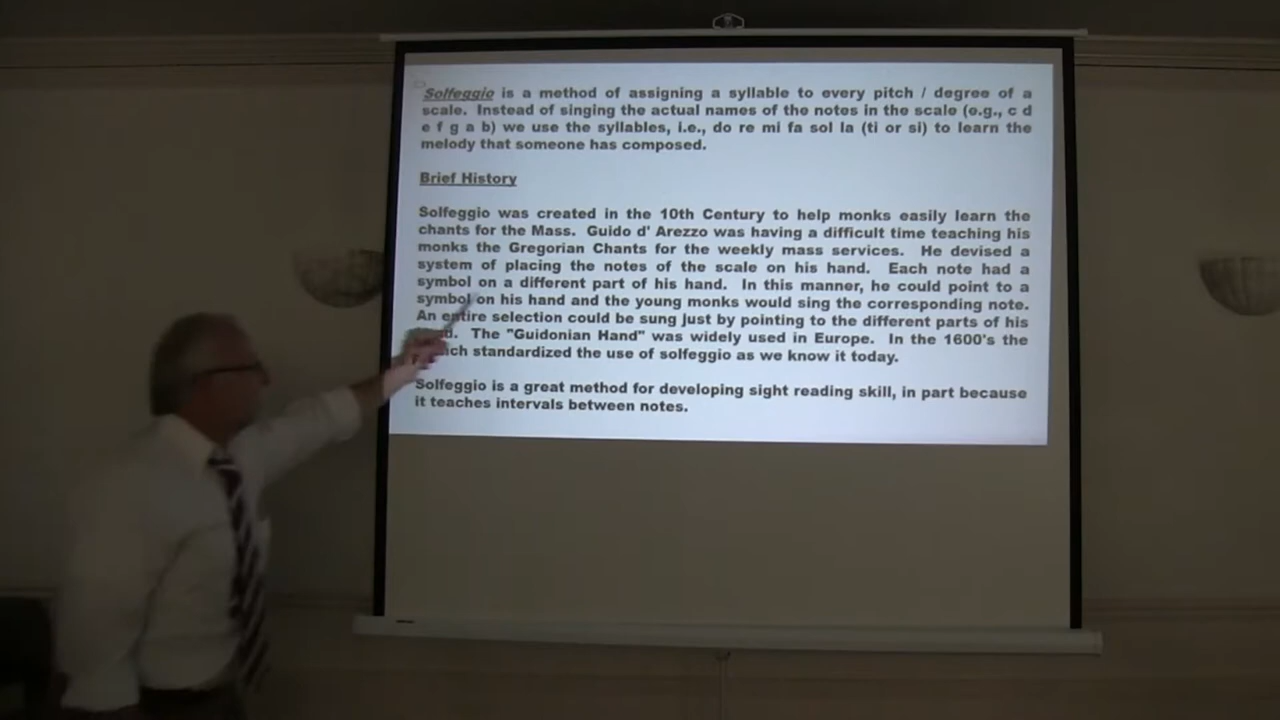 Solfeggio is a method of assigning a syllable to every pitch / degree of a
scale. Instead of singing the actual names of the notes in the scale (e.g., c d
e f g a b) we use the syllables, i.e., do re mi fa sol la (ti or si) to learn the
melody that someone has composed.
Brief History
Solfeggio was created in the 10th Century to help monks easily learn the
chants for the Mass. Guido d' Arezzo was having a difficult time teaching his
monks the Gregorian Chants for the weekly mass services. He devised a
system of placing the notes of the scale on his hand. Each note had a
symbol on a different part of his hand. In this manner, he could point to a
symbol on his hand and the young monks would sing the corresponding note.
An entire selection could be sung just by pointing to the different parts of his
The "Guidonian Hand" was widely used in Europe. In the 1600's the
standardized the use of solfeggio as we know it today.
Solfeggio is a great method for developing sight reading skill, in part because
it teaches intervals between notes.